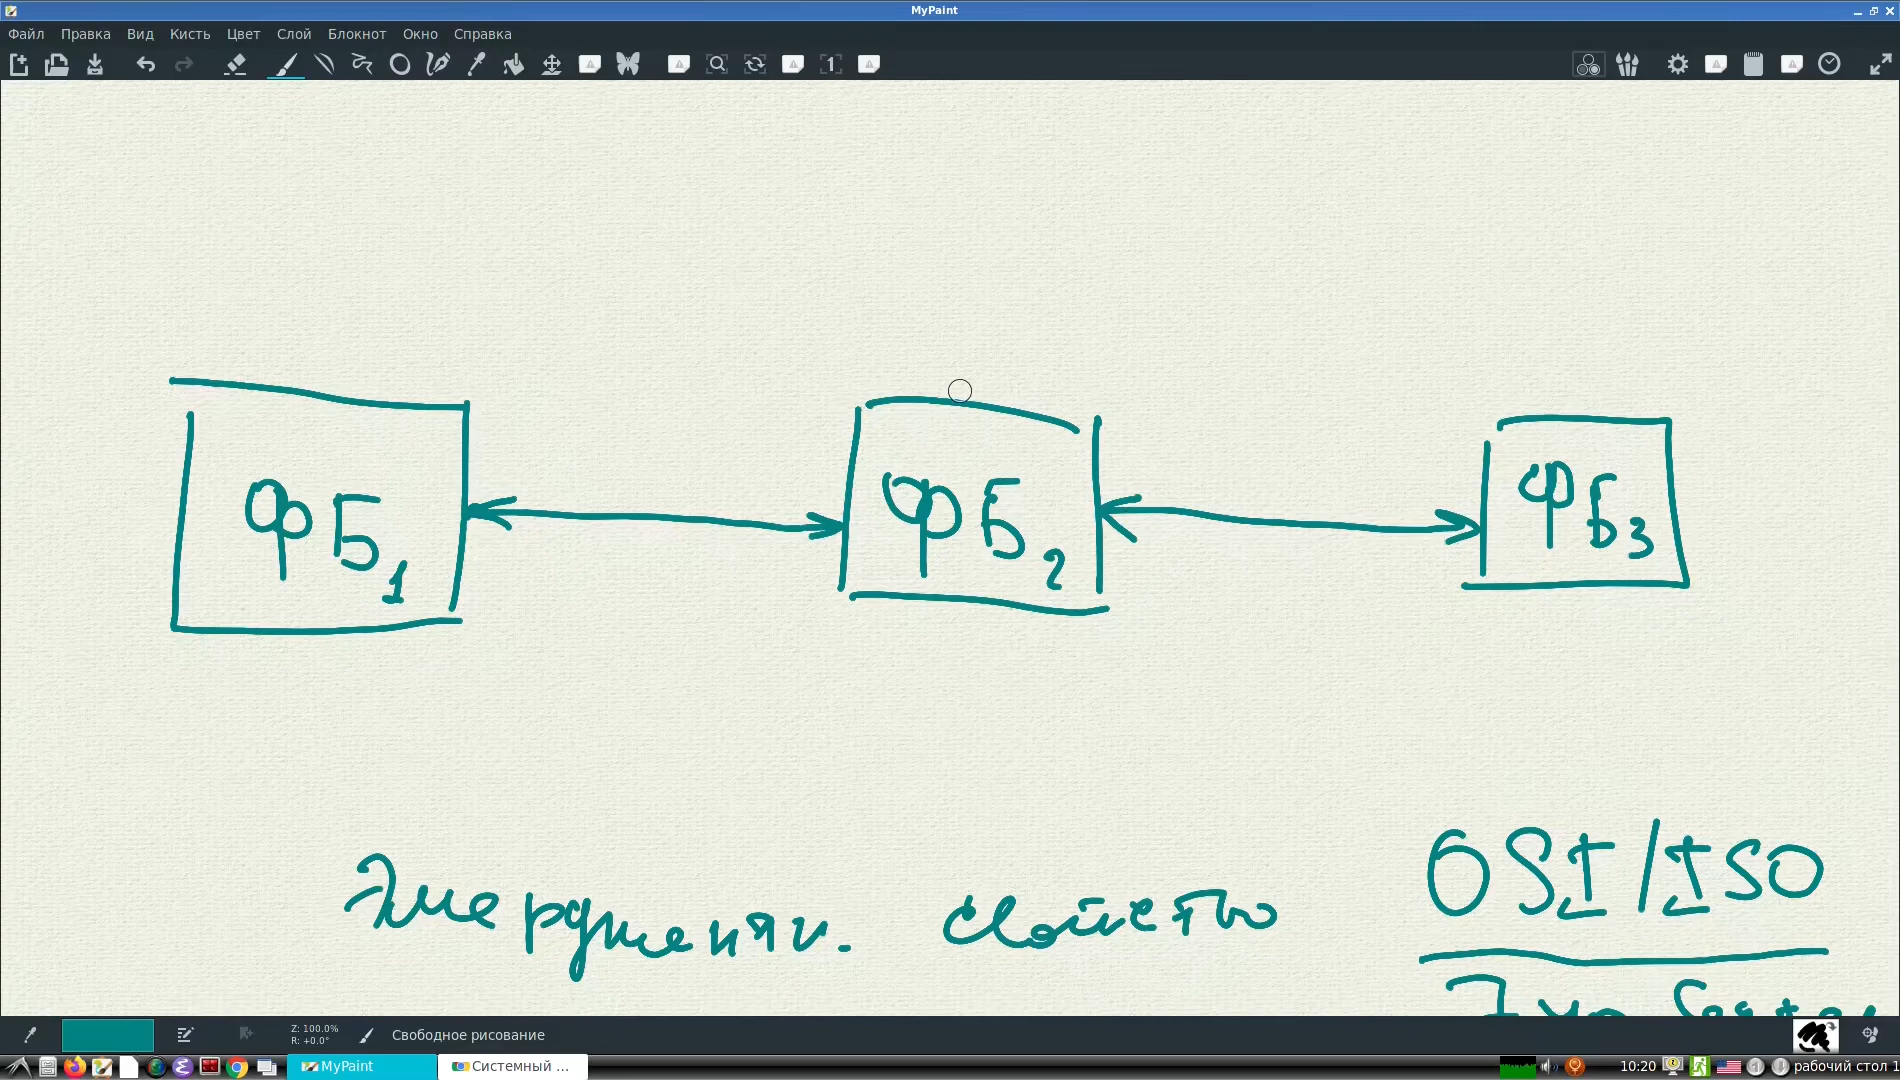 MyPaint
Файл Правка Вид Кисть Цвет Слой Блокнот Окно Справка
1
ФБ1 ФБ2 ФБ3
OSI/ISO
Эмерджентн. свойство
Z: 100.0%
R: +0.0°
Свободное рисование
MyPaint
Системный ...
10:20
рабочий стол 1